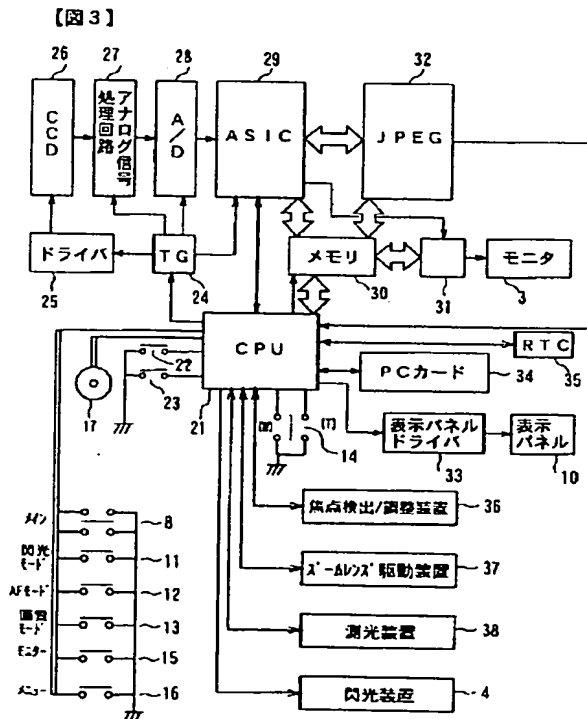 【図3】
26
27
28
29
32
CCD
アナログ信号
処理回路
A/D
ASIC
JPEG
ドライバ
25
TG
24
メモリ
30
31
モニタ
3
CPU
21
17
22
23
RTC
35
PCカード
34
[W]
[T]
14
表示パネル
ドライバ
33
表示
パネル
10
焦点検出/調整装置
36
ズームレンズ駆動装置
37
測光装置
38
閃光装置
4
メイン
8
閃光
モード
11
AFモード
12
画質
モード
13
モニター
15
メニュー
16